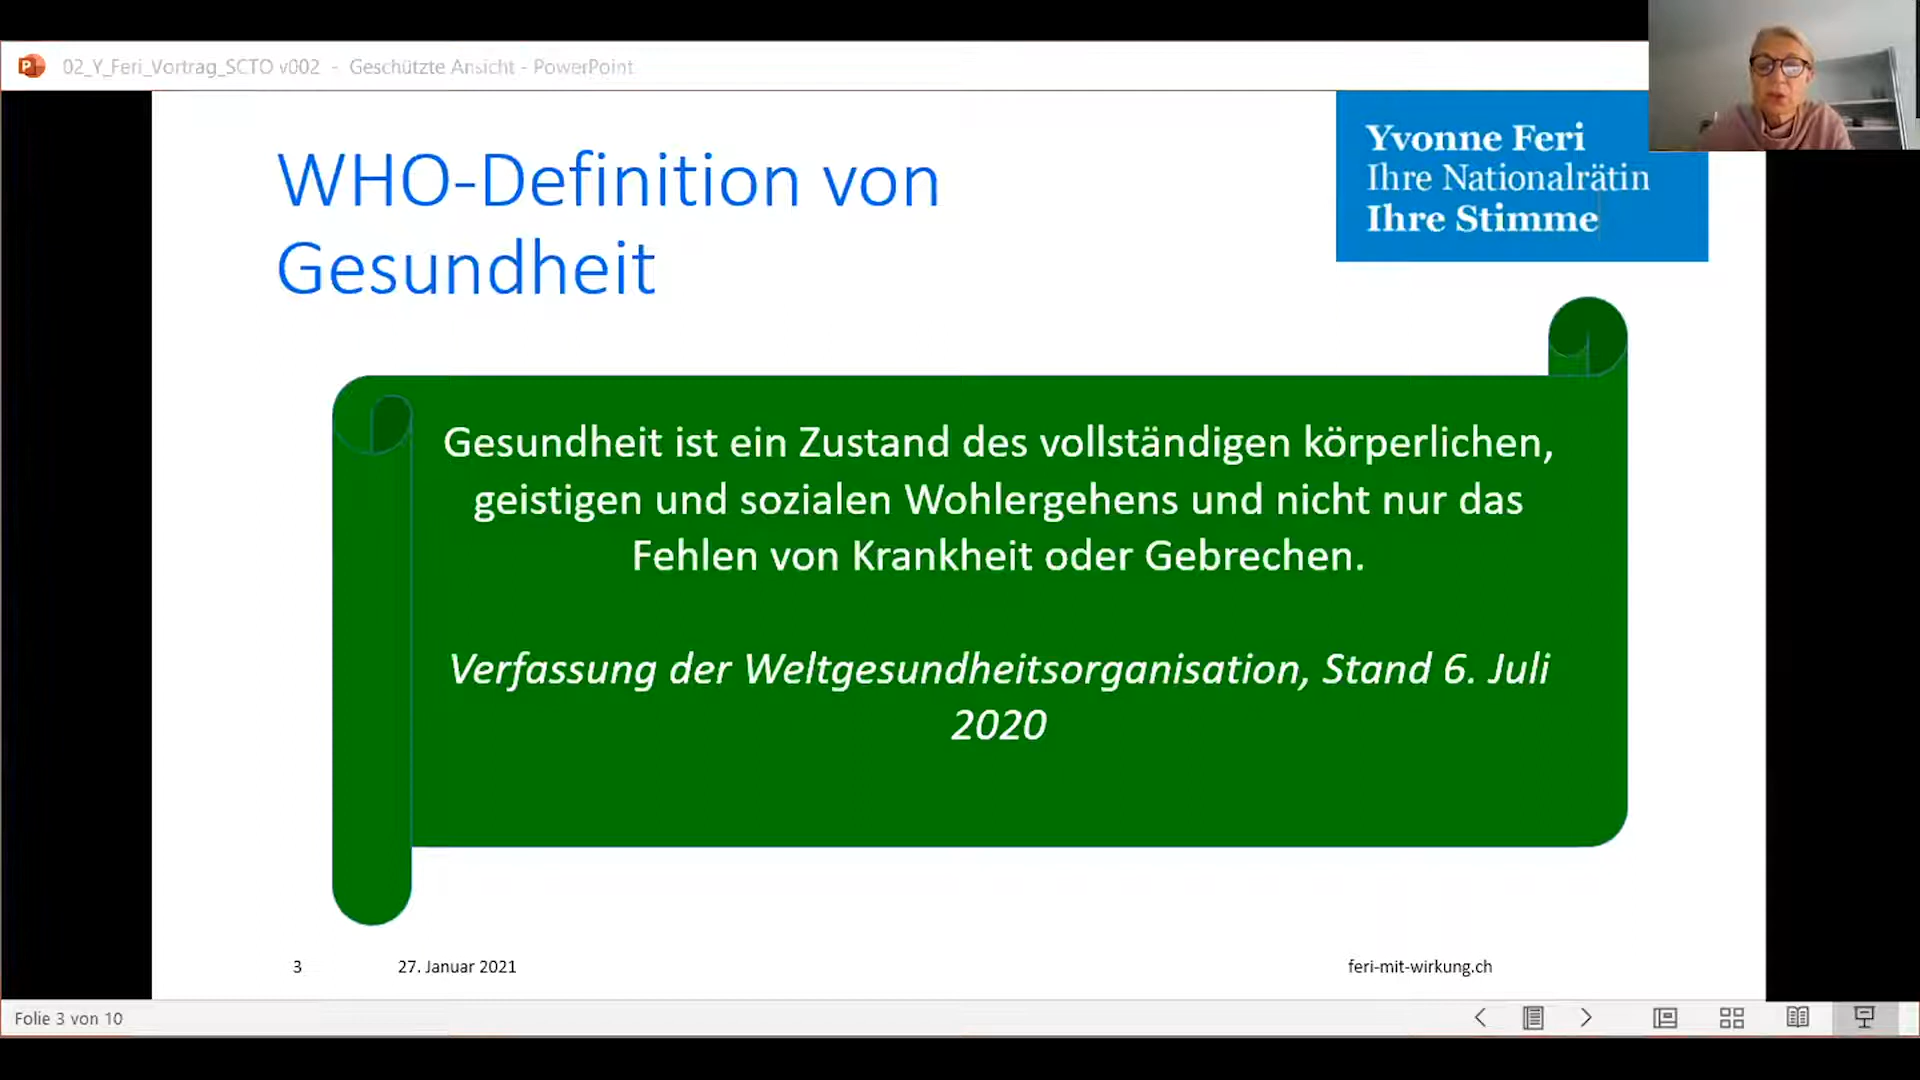 02_Y_Feri_Vortrag_SCTO v002 - Geschützte Ansicht - PowerPoint
WHO-Definition von
Gesundheit
Yvonne Feri
Ihre Nationalrätin
Ihre Stimme
Gesundheit ist ein Zustand des vollständigen körperlichen,
geistigen und sozialen Wohlergehens und nicht nur das
Fehlen von Krankheit oder Gebrechen.
Verfassung der Weltgesundheitsorganisation, Stand 6. Juli
2020
3
27. Januar 2021
feri-mit-wirkung.ch
Folie 3 von 10